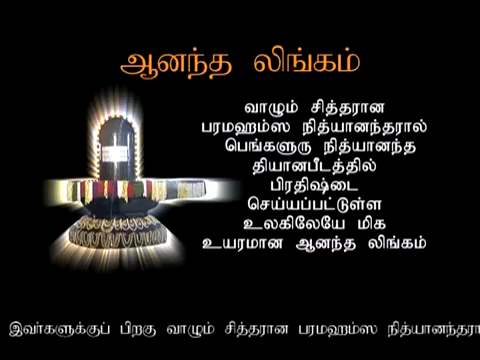 ஆனந்த லிங்கம்
வாழும் சித்தரான
பரமஹம்ஸ நித்யானந்தரால்
பெங்களுரு நித்யானந்த
தியானபீடத்தில்
பிரதிஷ்டை
செய்யப்பட்டுள்ள
உலகிலேயே மிக
உயரமான ஆனந்த லிங்கம்
இவர்களுக்குப் பிறகு வாழும் சித்தரான பரமஹம்ஸ நித்யானந்தரா